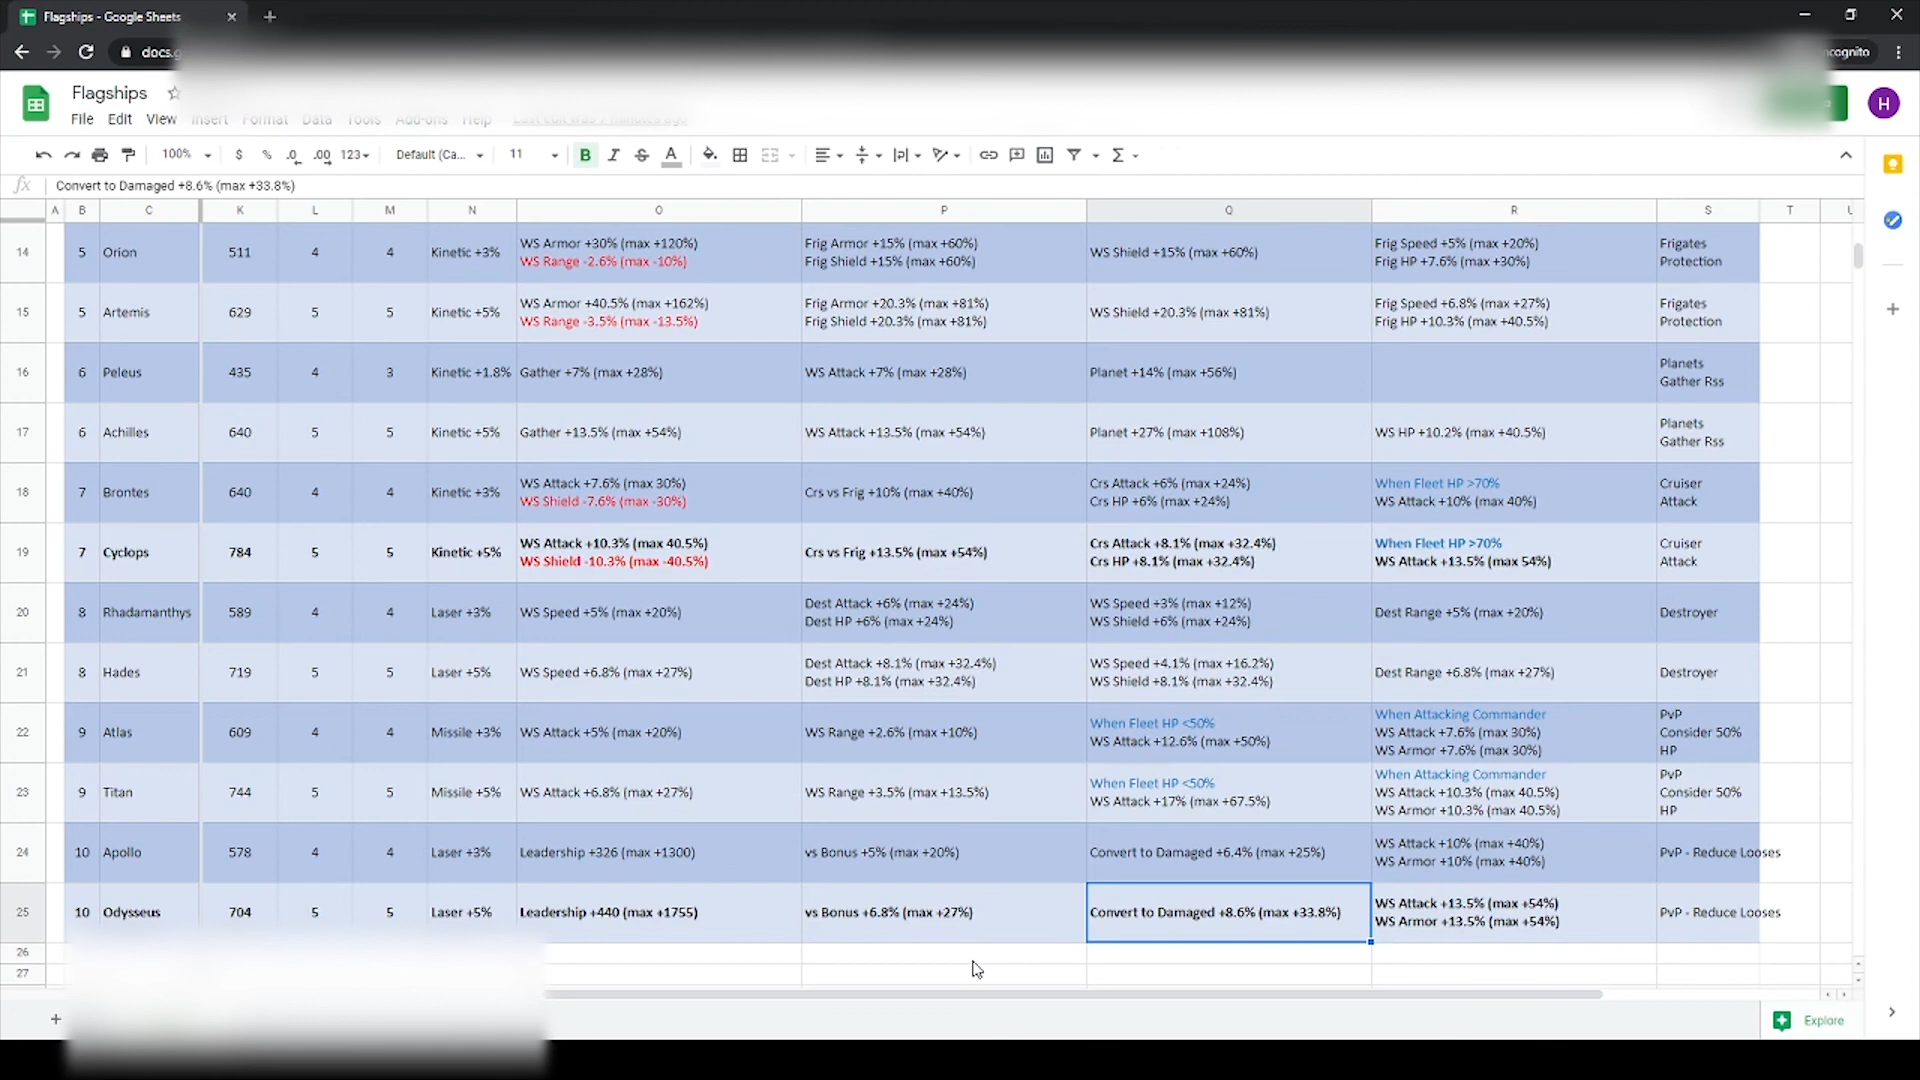 Flagships - Google Sheets
docs.g
Flagships
File Edit View Insert Format Data Tools Add-ons Help
H
100% $ % .0 .00 123 Default (Ca... 11 B I S A
fx Convert to Damaged +8.6% (max +33.8%)
A B C K L M N O P Q R S T
14 5 Orion 511 4 4 Kinetic +3% WS Armor +30% (max +120%) Frig Armor +15% (max +60%) WS Shield +15% (max +60%) Frig Speed +5% (max +20%) Frigates
WS Range -2.6% (max -10%) Frig Shield +15% (max +60%) Frig HP +7.6% (max +30%) Protection
15 5 Artemis 629 5 5 Kinetic +5% WS Armor +40.5% (max +162%) Frig Armor +20.3% (max +81%) WS Shield +20.3% (max +81%) Frig Speed +6.8% (max +27%) Frigates
WS Range -3.5% (max -13.5%) Frig Shield +20.3% (max +81%) Frig HP +10.3% (max +40.5%) Protection
16 6 Peleus 435 4 3 Kinetic +1.8% Gather +7% (max +28%) WS Attack +7% (max +28%) Planet +14% (max +56%) Planets
Gather Rss
17 6 Achilles 640 5 5 Kinetic +5% Gather +13.5% (max +54%) WS Attack +13.5% (max +54%) Planet +27% (max +108%) WS HP +10.2% (max +40.5%) Planets
Gather Rss
18 7 Brontes 640 4 4 Kinetic +3% WS Attack +7.6% (max 30%) Crs vs Frig +10% (max +40%) Crs Attack +6% (max +24%) When Fleet HP >70% Cruiser
WS Shield -7.6% (max -30%) Crs HP +6% (max +24%) WS Attack +10% (max 40%) Attack
19 7 Cyclops 784 5 5 Kinetic +5% WS Attack +10.3% (max 40.5%) Crs vs Frig +13.5% (max +54%) Crs Attack +8.1% (max +32.4%) When Fleet HP >70% Cruiser
WS Shield -10.3% (max -40.5%) Crs HP +8.1% (max +32.4%) WS Attack +13.5% (max 54%) Attack
20 8 Rhadamanthys 589 4 4 Laser +3% WS Speed +5% (max +20%) Dest Attack +6% (max +24%) WS Speed +3% (max +12%) Dest Range +5% (max +20%) Destroyer
Dest HP +6% (max +24%) WS Shield +6% (max +24%)
21 8 Hades 719 5 5 Laser +5% WS Speed +6.8% (max +27%) Dest Attack +8.1% (max +32.4%) WS Speed +4.1% (max +16.2%) Dest Range +6.8% (max +27%) Destroyer
Dest HP +8.1% (max +32.4%) WS Shield +8.1% (max +32.4%)
22 9 Atlas 609 4 4 Missile +3% WS Attack +5% (max +20%) WS Range +2.6% (max +10%) When Fleet HP <50% When Attacking Commander PvP
WS Attack +12.6% (max +50%) WS Attack +7.6% (max 30%) Consider 50%
WS Armor +7.6% (max 30%) HP
23 9 Titan 744 5 5 Missile +5% WS Attack +6.8% (max +27%) WS Range +3.5% (max +13.5%) When Fleet HP <50% When Attacking Commander PvP
WS Attack +17% (max +67.5%) WS Attack +10.3% (max 40.5%) Consider 50%
WS Armor +10.3% (max 40.5%) HP
24 10 Apollo 578 4 4 Laser +3% Leadership +326 (max +1300) vs Bonus +5% (max +20%) Convert to Damaged +6.4% (max +25%) WS Attack +10% (max +40%) PvP - Reduce Looses
WS Armor +10% (max +40%)
25 10 Odysseus 704 5 5 Laser +5% Leadership +440 (max +1755) vs Bonus +6.8% (max +27%) Convert to Damaged +8.6% (max +33.8%) WS Attack +13.5% (max +54%) PvP - Reduce Looses
WS Armor +13.5% (max +54%)
26
27
Explore